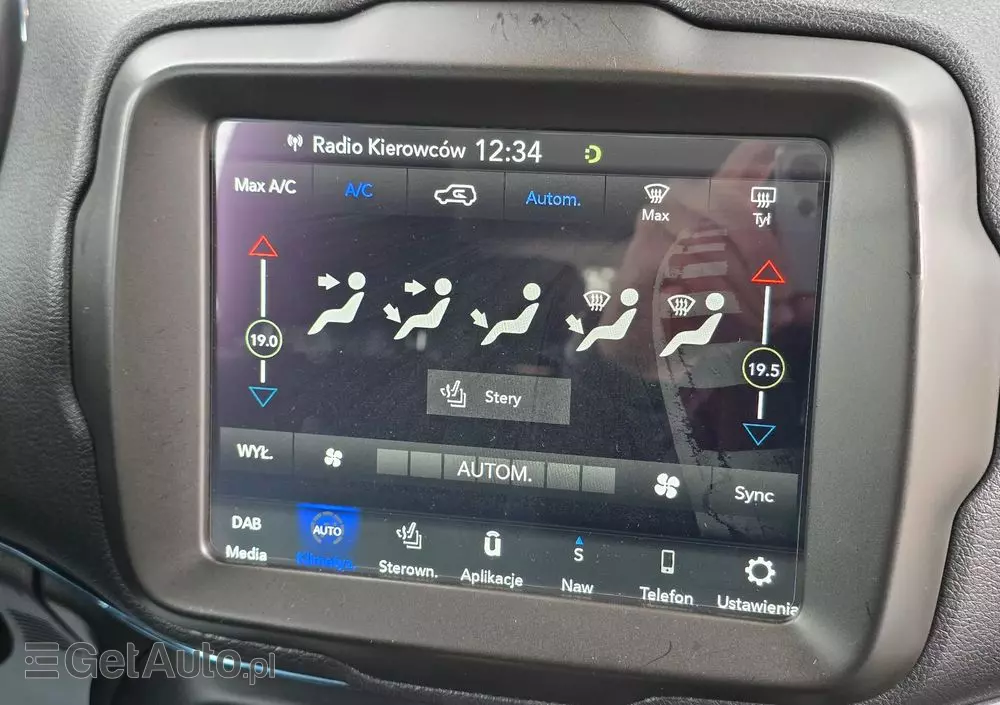 Radio Kierowców 12:34
Max A/C
A/C
Autom.
Max
Tył
19.0
19.5
Stery
WYŁ.
AUTOM.
Sync
DAB
Media
AUTO
Klimatyz.
Sterown.
Aplikacje
S
Naw
Telefon
Ustawienia
GetAuto.pl